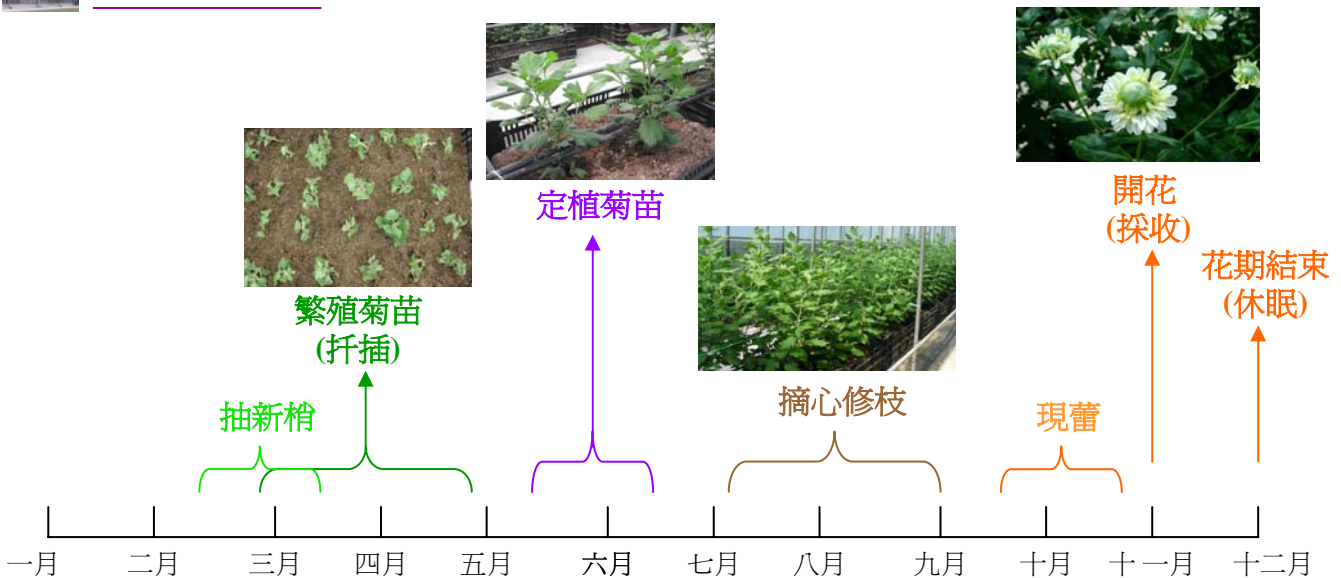 開花
(採收)
定植菊苗
花期結束
(休眠)
繁殖菊苗
(扦插)
摘心修枝
抽新梢
現蕾
一月 二月 三月 四月 五月 六月 七月 八月 九月 十月 十一月 十二月